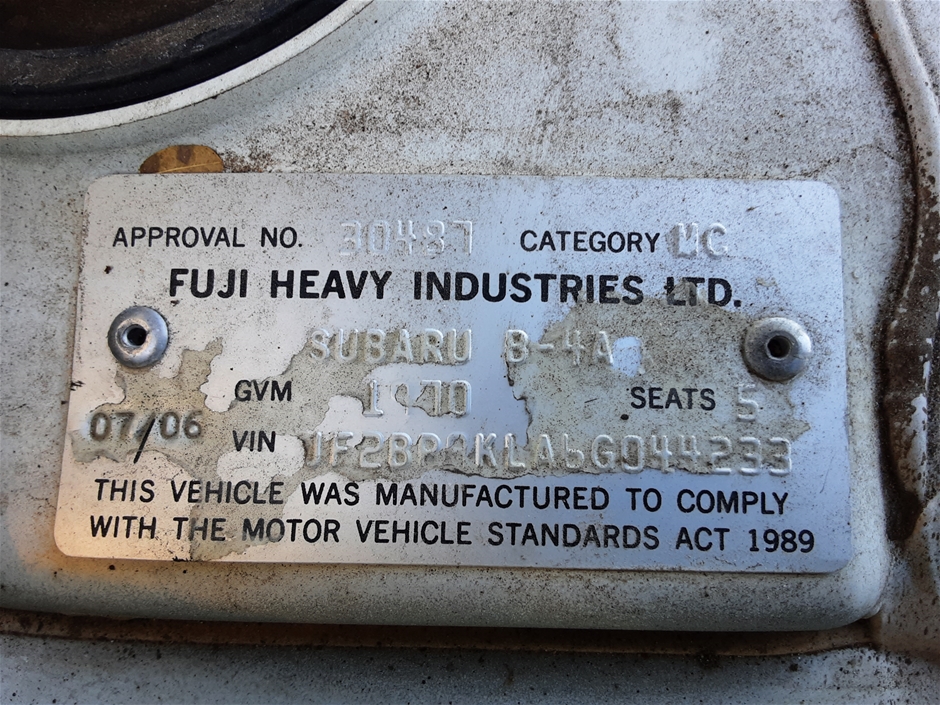 APPROVAL NO. 30487 CATEGORY MC
FUJI HEAVY INDUSTRIES LTD.
SUBARU B-4A
GVM SEATS 5
07/06 VIN
THIS VEHICLE WAS MANUFACTURED TO COMPLY
WITH THE MOTOR VEHICLE STANDARDS ACT 1989